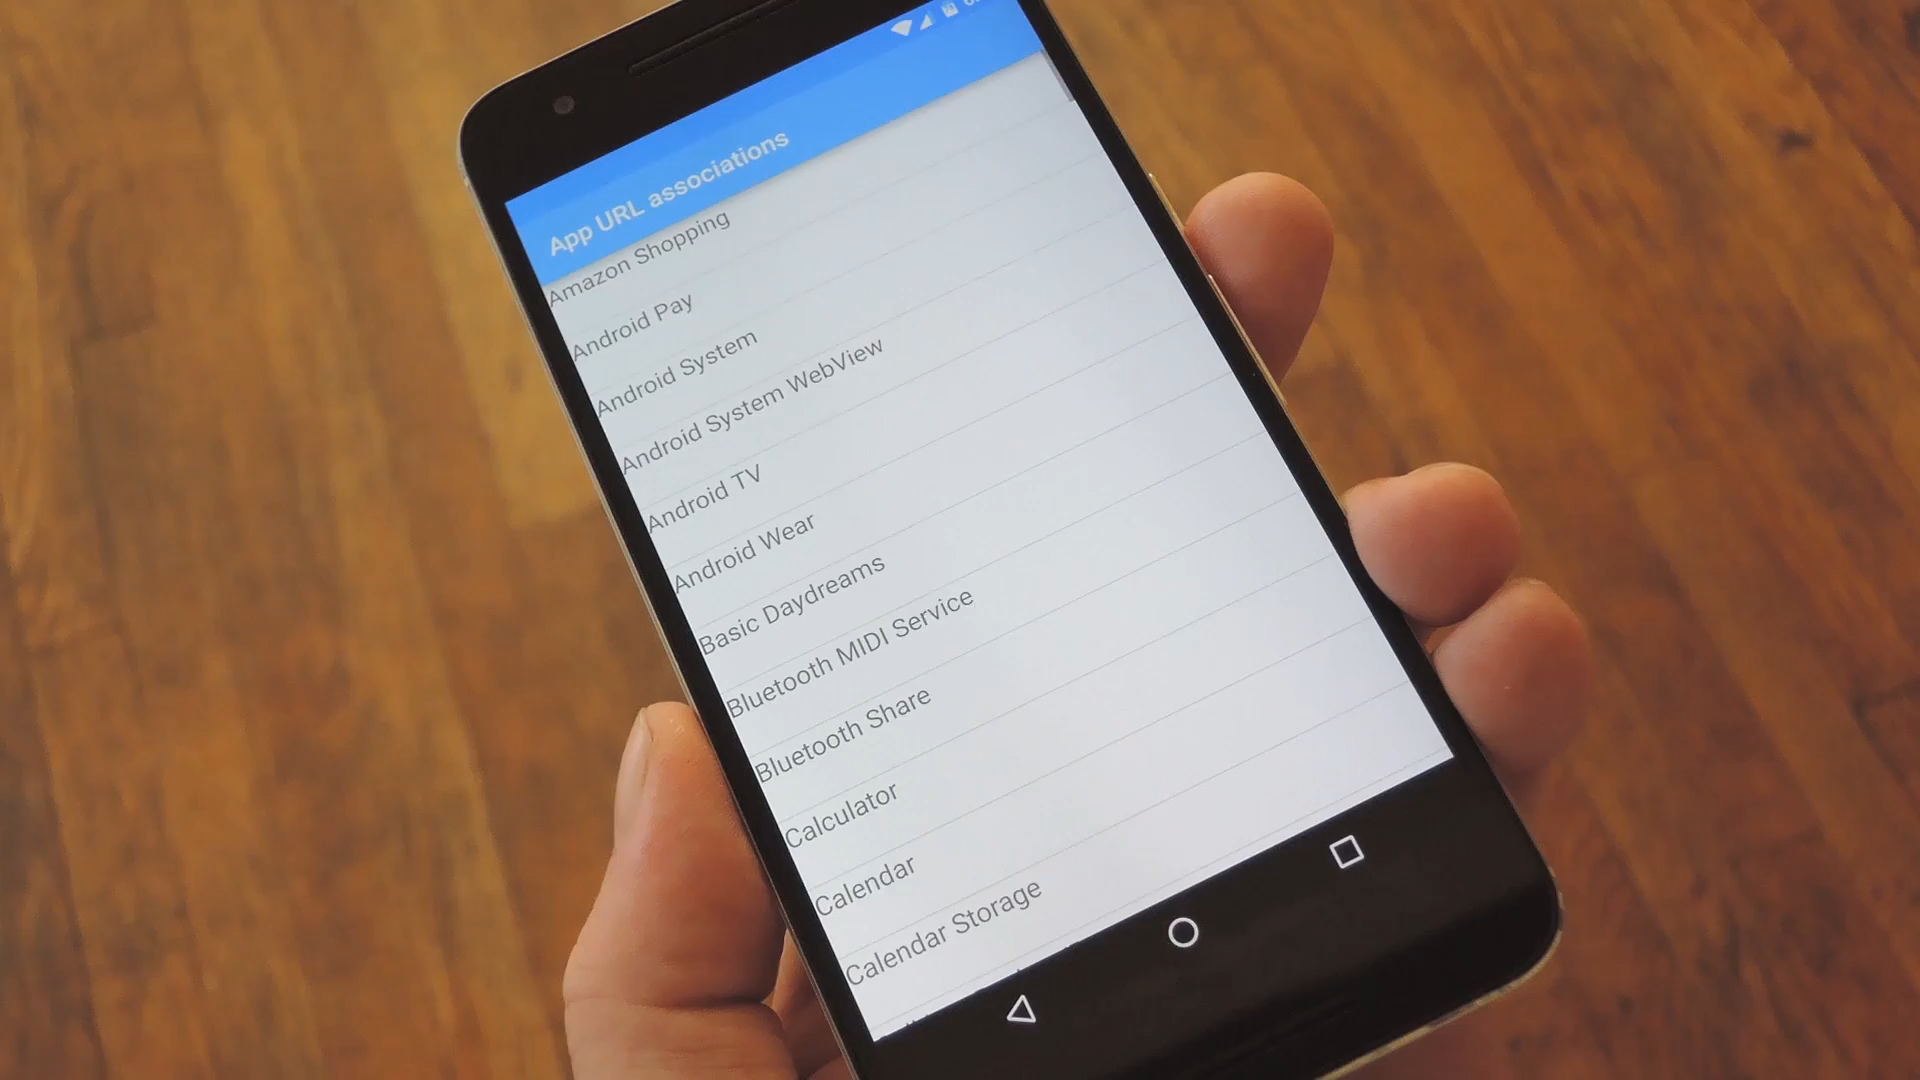 App URL associations
Amazon Shopping
Android Pay
Android System
Android System WebView
Android TV
Android Wear
Basic Daydreams
Bluetooth MIDI Service
Bluetooth Share
Calculator
Calendar
Calendar Storage